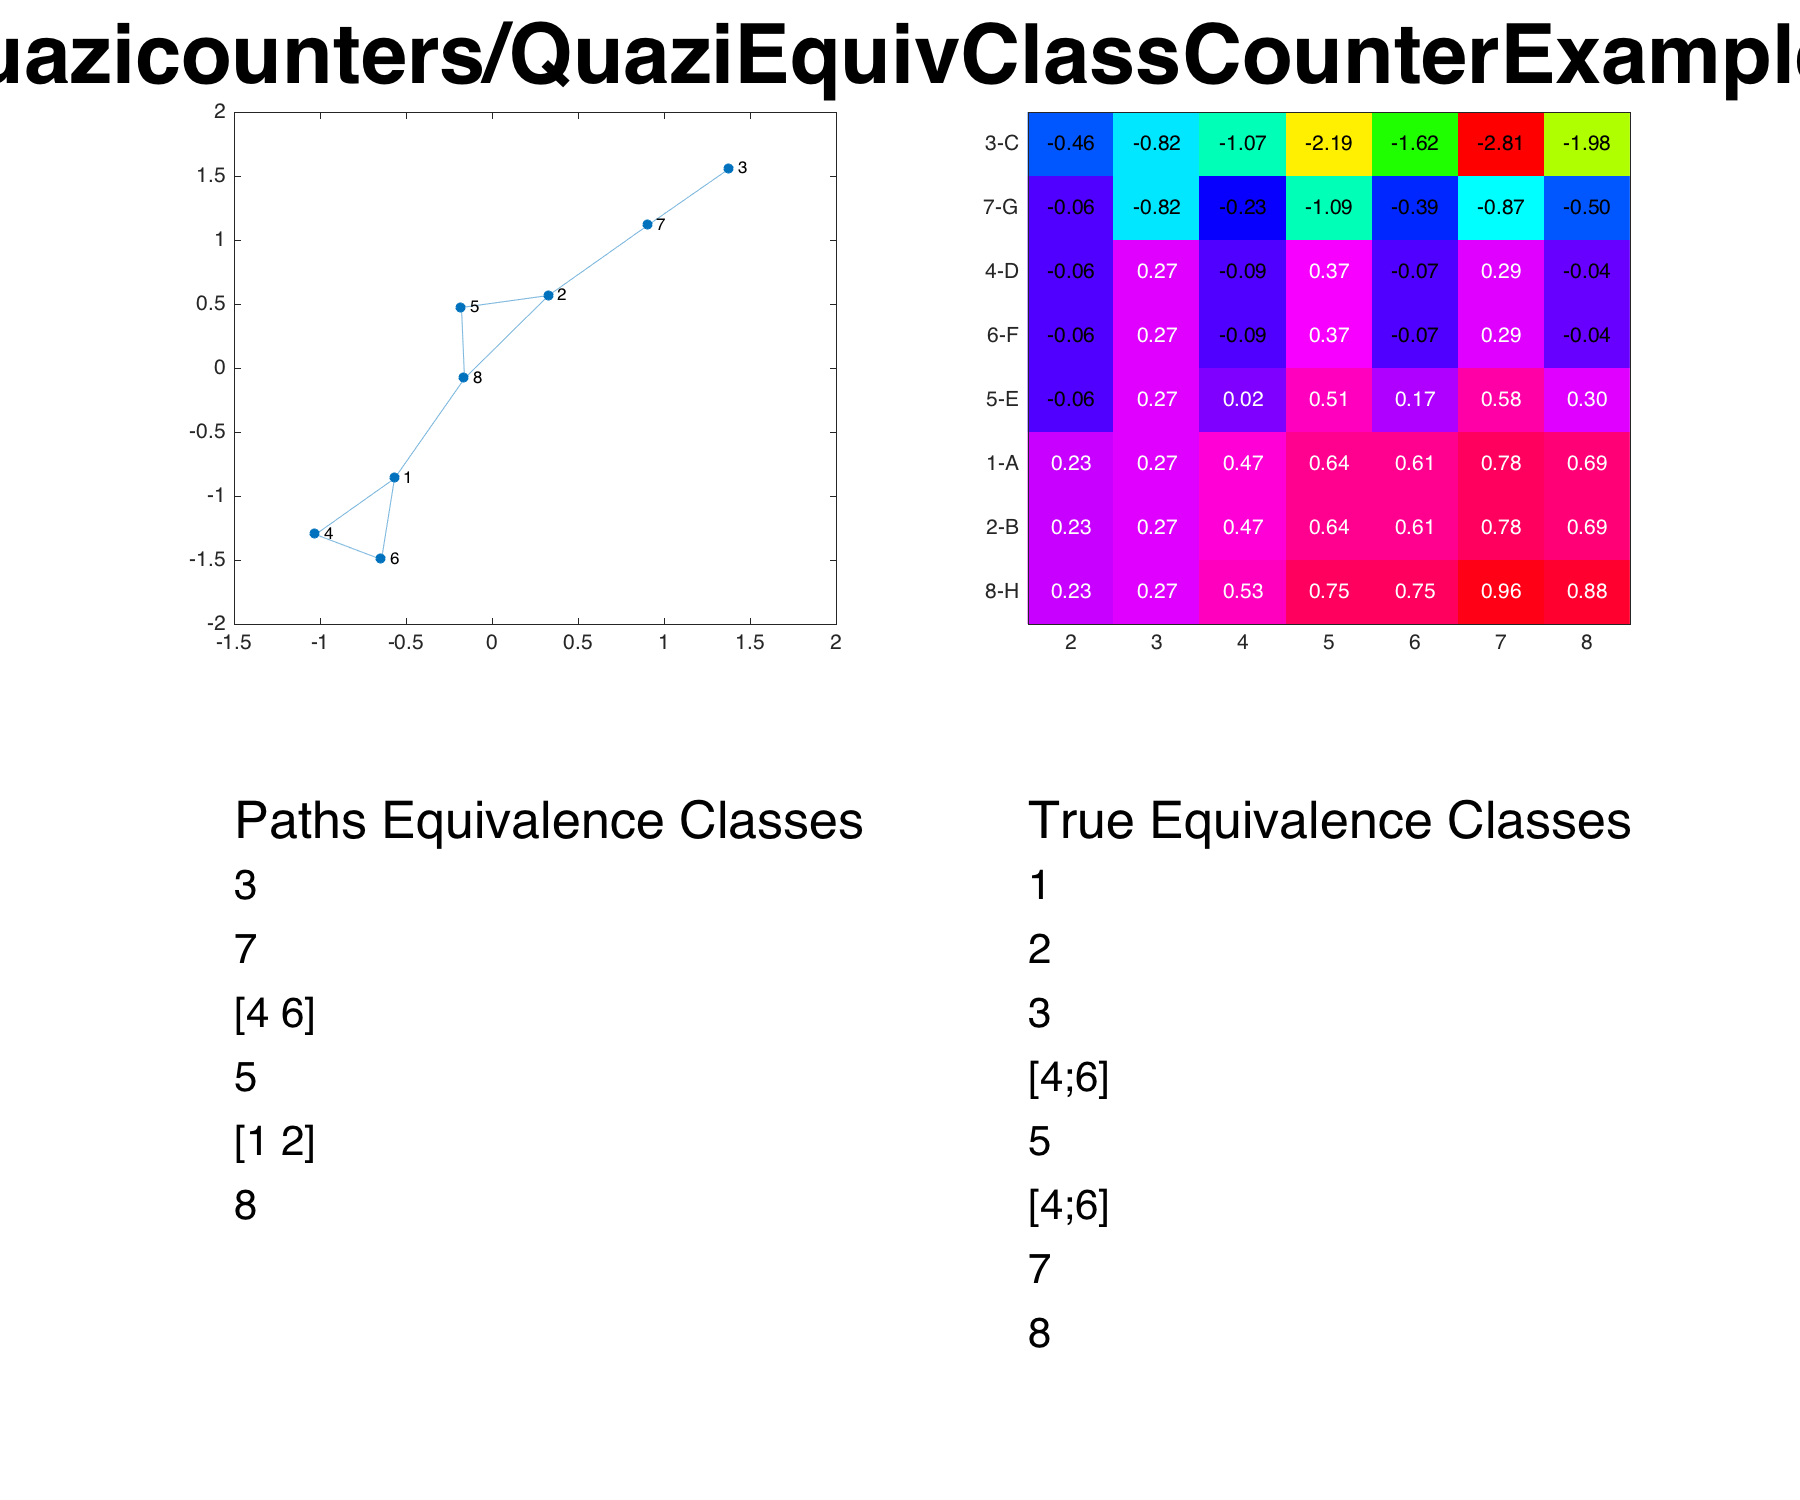 uazicounters/QuaziEquivClassCounterExampl
2
1.5
1
0.5
0
-0.5
-1
-1.5
-2
-1.5 -1 -0.5 0 0.5 1 1.5 2
3
7
2
5
8
1
4
6
3-C -0.46 -0.82 -1.07 -2.19 -1.62 -2.81 -1.98
7-G -0.06 -0.82 -0.23 -1.09 -0.39 -0.87 -0.50
4-D -0.06 0.27 -0.09 0.37 -0.07 0.29 -0.04
6-F -0.06 0.27 -0.09 0.37 -0.07 0.29 -0.04
5-E -0.06 0.27 0.02 0.51 0.17 0.58 0.30
1-A 0.23 0.27 0.47 0.64 0.61 0.78 0.69
2-B 0.23 0.27 0.47 0.64 0.61 0.78 0.69
8-H 0.23 0.27 0.53 0.75 0.75 0.96 0.88
2 3 4 5 6 7 8
Paths Equivalence Classes
3
7
[4 6]
5
[1 2]
8
True Equivalence Classes
1
2
3
[4;6]
5
[4;6]
7
8